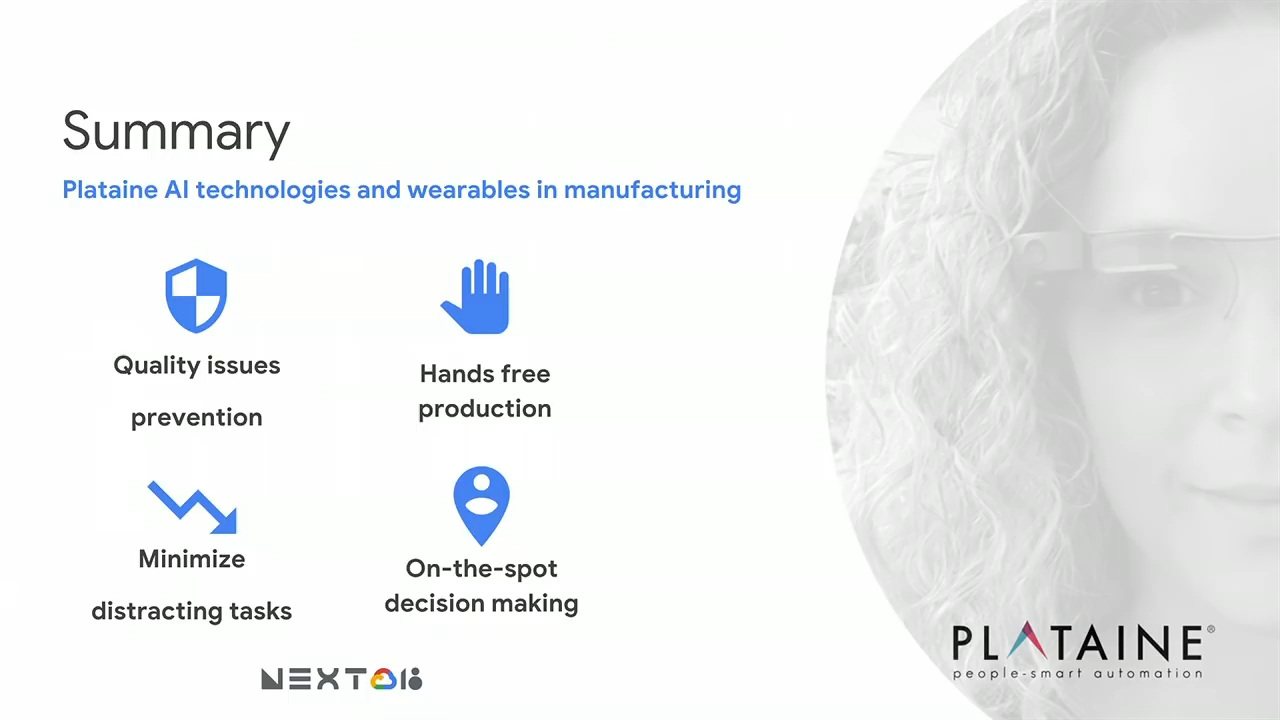 Summary
Plataine AI technologies and wearables in manufacturing
Quality issues
prevention
Hands free
production
Minimize
distracting tasks
On-the-spot
decision making
NEXT 18
PLATAINE®
people-smart automation